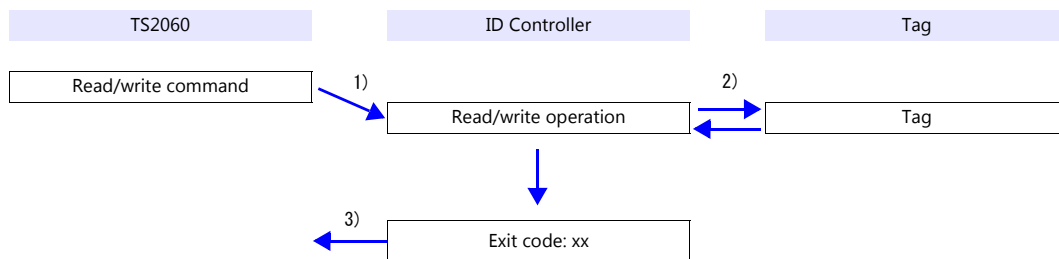 TS2060 ID Controller Tag
Read/write command 1) 2)
Read/write operation Tag
3)
Exit code: xx